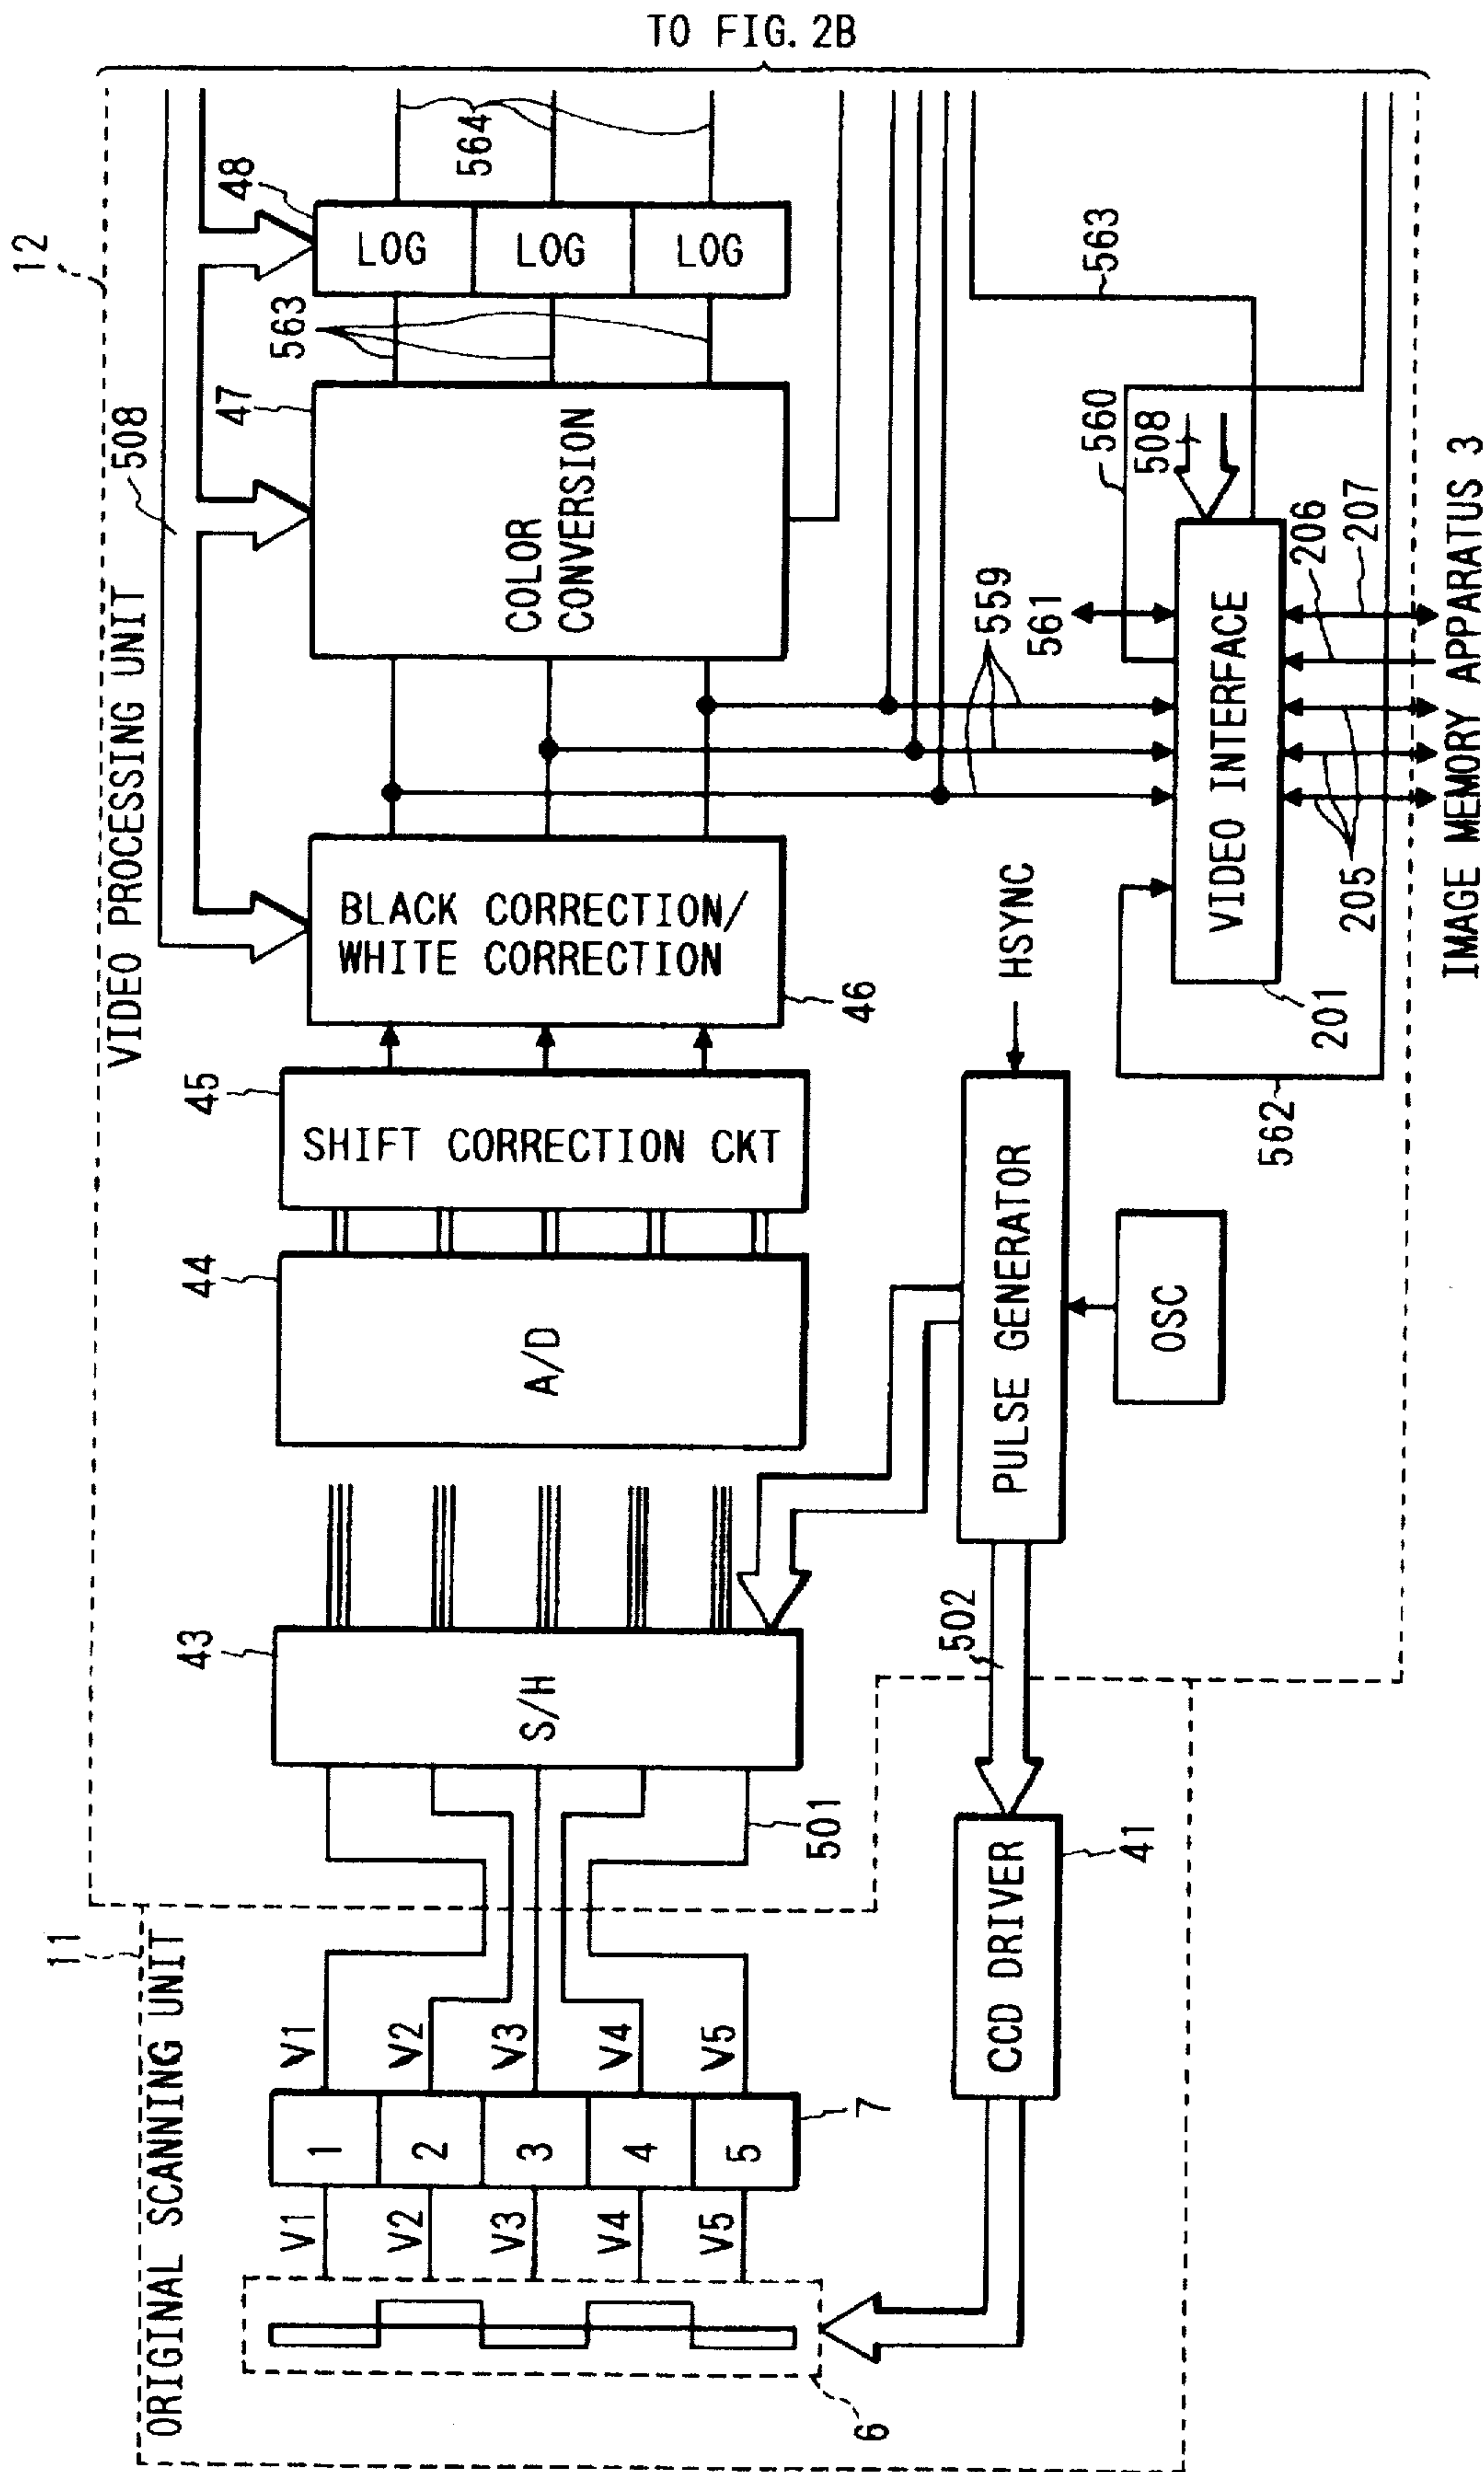 TO FIG. 2B
12
VIDEO PROCESSING UNIT
508
48
LOG
LOG
LOG
564
563
47
COLOR
CONVERSION
BLACK CORRECTION/
WHITE CORRECTION
46
45
SHIFT CORRECTION CKT
44
A/D
43
S/H
501
563
560
508
561
559
VIDEO INTERFACE
201
562
206
207
205
IMAGE MEMORY APPARATUS 3
HSYNC
PULSE GENERATOR
OSC
502
CCD DRIVER
41
11
ORIGINAL SCANNING UNIT
V1
V2
V3
V4
V5
1
2
3
4
5
7
V1
V2
V3
V4
V5
6